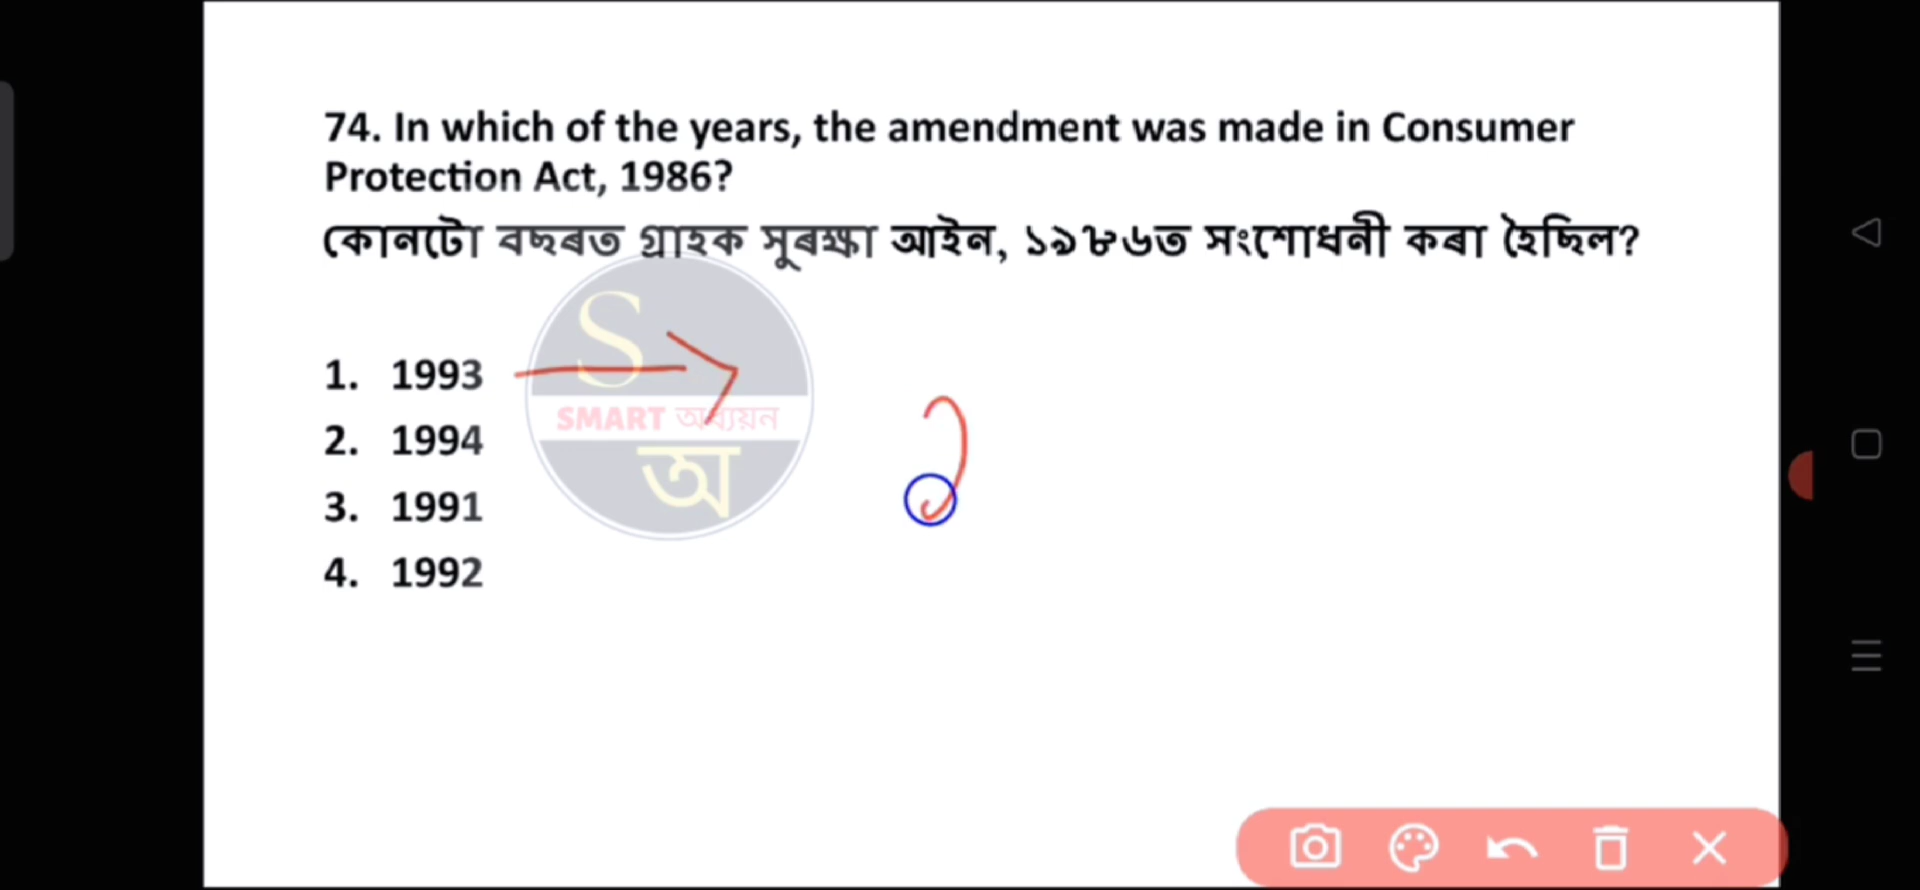 74. In which of the years, the amendment was made in Consumer
Protection Act, 1986?
কোনটো বছৰত গ্ৰাহক সুৰক্ষা আইন, ১৯৮৬ত সংশোধনী কৰা হৈছিল?
S
1. 1993
SMART অধ্যয়ন
2. 1994
অ
3. 1991
4. 1992